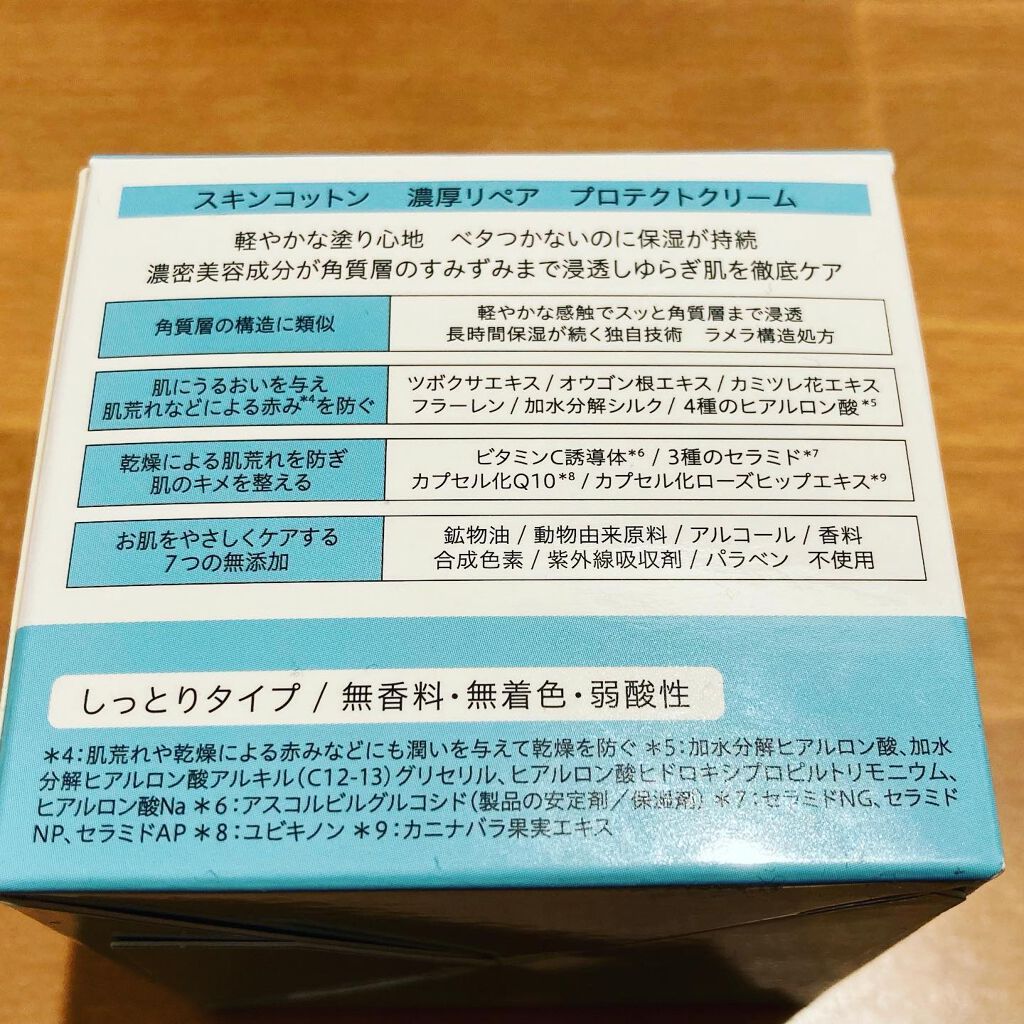 スキンコットン 濃厚リペア プロテクトクリーム
軽やかな塗り心地 ベタつかないのに保湿が持続
濃密美容成分が角質層のすみずみまで浸透しゆらぎ肌を徹底ケア
角質層の構造に類似
軽やかな感触でスッと角質層まで浸透
長時間保湿が続く独自技術 ラメラ構造処方
肌にうるおいを与え
肌荒れなどによる赤み*4を防ぐ
ツボクサエキス / オウゴン根エキス / カミツレ花エキス
フラーレン / 加水分解シルク / 4種のヒアルロン酸*5
乾燥による肌荒れを防ぎ
肌のキメを整える
ビタミンC誘導体*6 / 3種のセラミド*7
カプセル化Q10*8 / カプセル化ローズヒップエキス*9
お肌をやさしくケアする
7つの無添加
鉱物油 / 動物由来原料 / アルコール / 香料
合成色素 / 紫外線吸収剤 / パラベン 不使用
しっとりタイプ / 無香料・無着色・弱酸性
*4：肌荒れや乾燥による赤みなどにも潤いを与えて乾燥を防ぐ *5：加水分解ヒアルロン酸、加水
分解ヒアルロン酸アルキル（C12-13）グリセリル、ヒアルロン酸ヒドロキシプロピルトリモニウム、
ヒアルロン酸Na *6：アスコルビルグルコシド（製品の安定剤／保湿剤） *7：セラミドNG、セラミド
NP、セラミドAP *8：ユビキノン *9：カニナバラ果実エキス